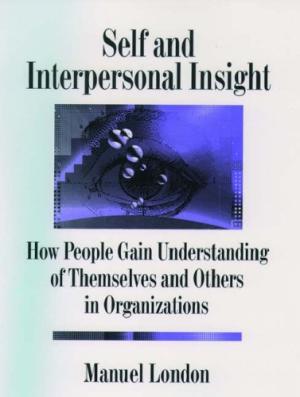 Self and
Interpersonal Insight
How People Gain Understanding
of Themselves and Others
in Organizations
Manuel London